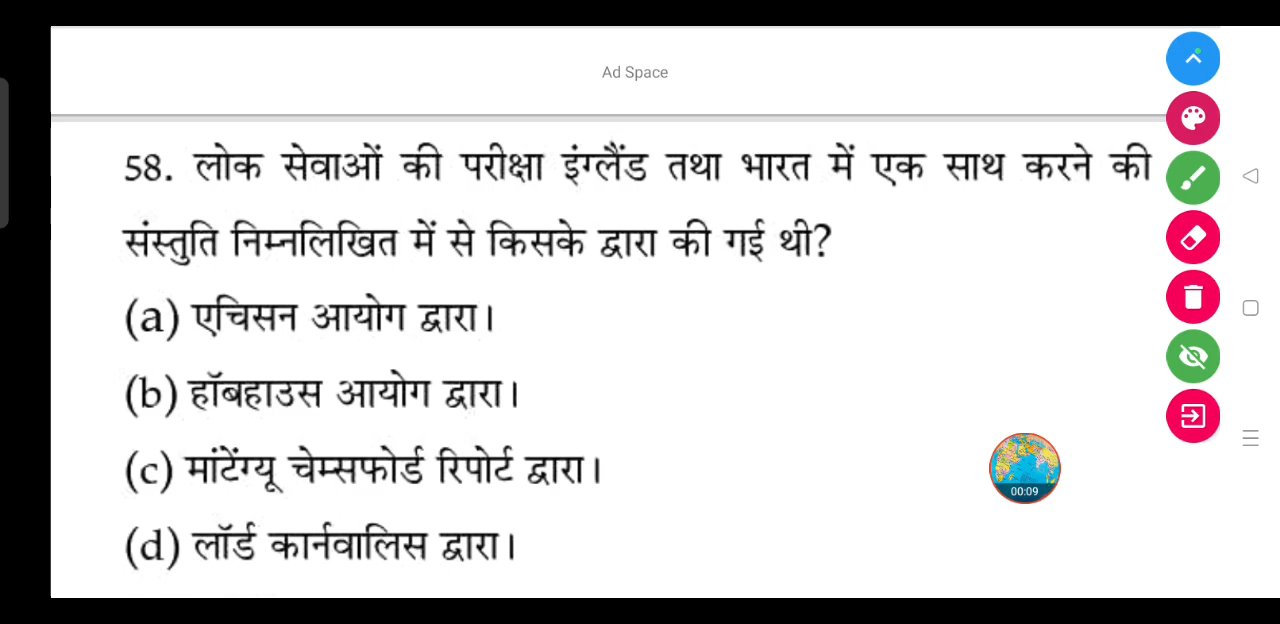 Ad Space
58. लोक सेवाओं की परीक्षा इंग्लैंड तथा भारत में एक साथ करने की
संस्तुति निम्नलिखित में से किसके द्वारा की गई थी?
(a) एचिसन आयोग द्वारा।
(b) हॉबहाउस आयोग द्वारा।
(c) मांटेंग्यू चेम्सफोर्ड रिपोर्ट द्वारा।
00:09
(d) लॉर्ड कार्नवालिस द्वारा।